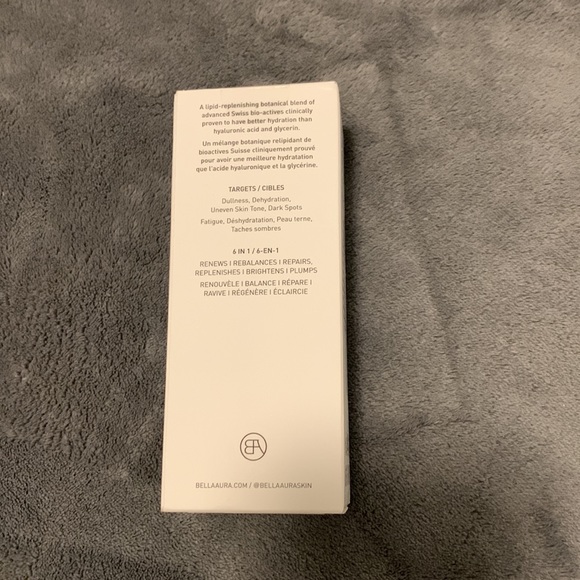 A lipid-replenishing botanical blend of
advanced Swiss bio-actives clinically
proven to have better hydration than
hyaluronic acid and glycerin.
Un mélange botanique relipidant de
bioactives Suisse cliniquement prouvé
pour avoir une meilleure hydratation
que l'acide hyaluronique et la glycérine.
TARGETS / CIBLES
Dullness, Dehydration,
Uneven Skin Tone, Dark Spots
Fatigue, Déshydratation, Peau terne,
Taches sombres
6 IN 1 / 6-EN-1
RENEWS I REBALANCES I REPAIRS,
REPLENISHES I BRIGHTENS I PLUMPS
RENOUVÈLE I BALANCE I RÉPARE I
RAVIVE I RÉGÉNÈRE I ÉCLAIRCIE
BA
BELLAAURA.COM / @BELLAAURASKIN